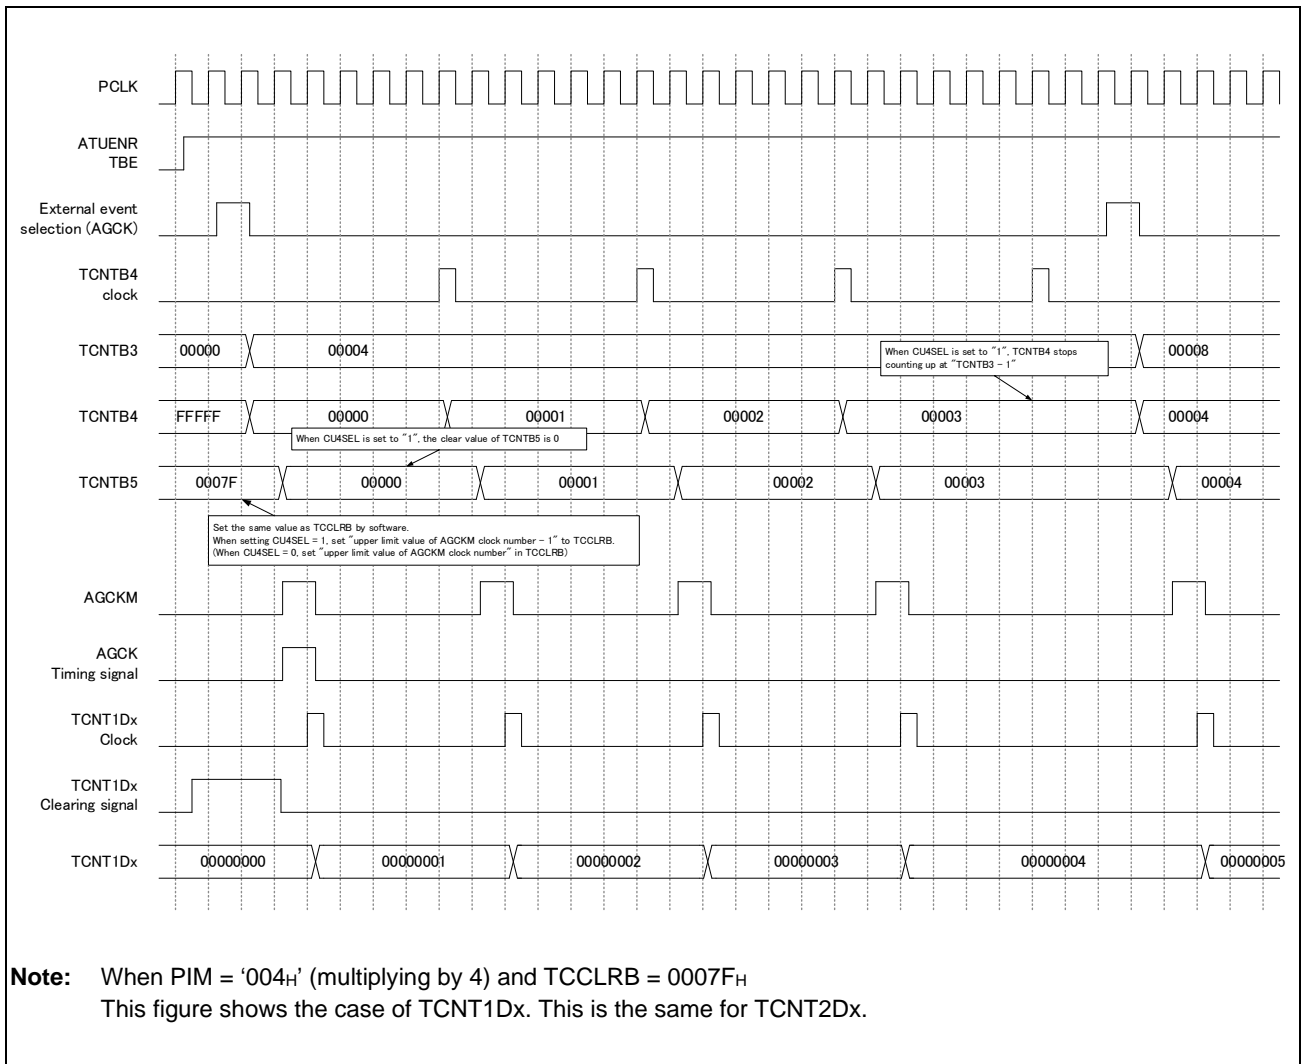 PCLK
ATUENR
TBE
External event
selection (AGCK)
TCNTB4
clock
TCNTB3
00000
00004
When CU4SEL is set to "1", TCNTB4 stops
counting up at "TCNTB3 - 1"
00008
TCNTB4
FFFFF
00000
00001
00002
00003
00004
When CU4SEL is set to "1", the clear value of TCNTB5 is 0
TCNTB5
0007F
00000
00001
00002
00003
00004
Set the same value as TCCLRB by software.
When setting CU4SEL = 1, set "upper limit value of AGCKM clock number - 1" to TCCLRB.
(When CU4SEL = 0, set "upper limit value of AGCKM clock number" in TCCLRB)
AGCKM
AGCK
Timing signal
TCNT1Dx
Clock
TCNT1Dx
Clearing signal
TCNT1Dx
00000000
00000001
00000002
00000003
00000004
00000005
Note: When PIM = ‘004H’ (multiplying by 4) and TCCLRB = 0007FH
This figure shows the case of TCNT1Dx. This is the same for TCNT2Dx.